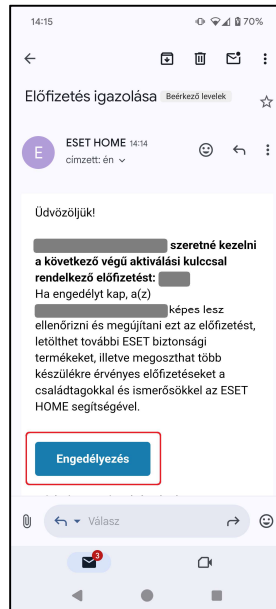 14:15
70%
Előfizetés igazolása Beérkező levelek
E
ESET HOME 14:14
címzett: én
Üdvözöljük!
szeretné kezelni
a következő végű aktiválási kulccsal
rendelkező előfizetést:
Ha engedélyt kap, a(z)
képes lesz
ellenőrizni és megújítani ezt az előfizetést,
letölthet további ESET biztonsági
termékeket, illetve megoszthat több
készülékre érvényes előfizetéseket a
családtagokkal és ismerősökkel az ESET
HOME segítségével.
Engedélyezés
Válasz
3